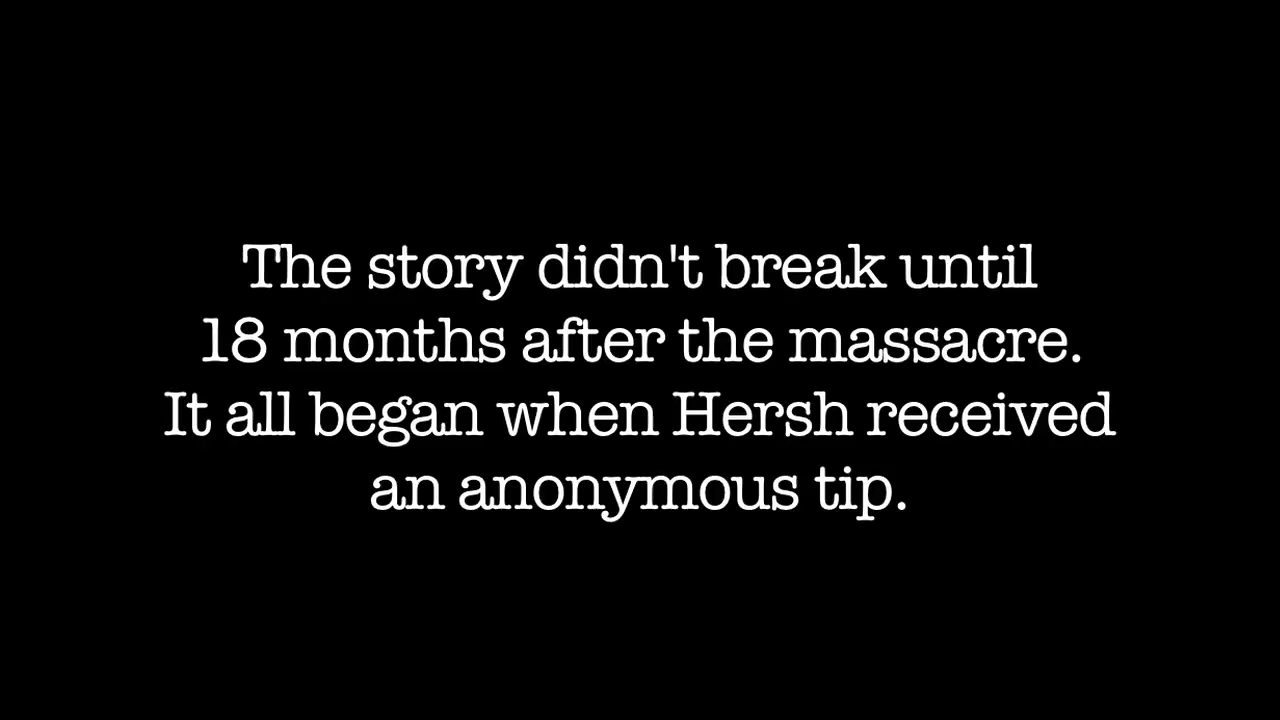 The story didn't break until
18 months after the massacre.
It all began when Hersh received
an anonymous tip.